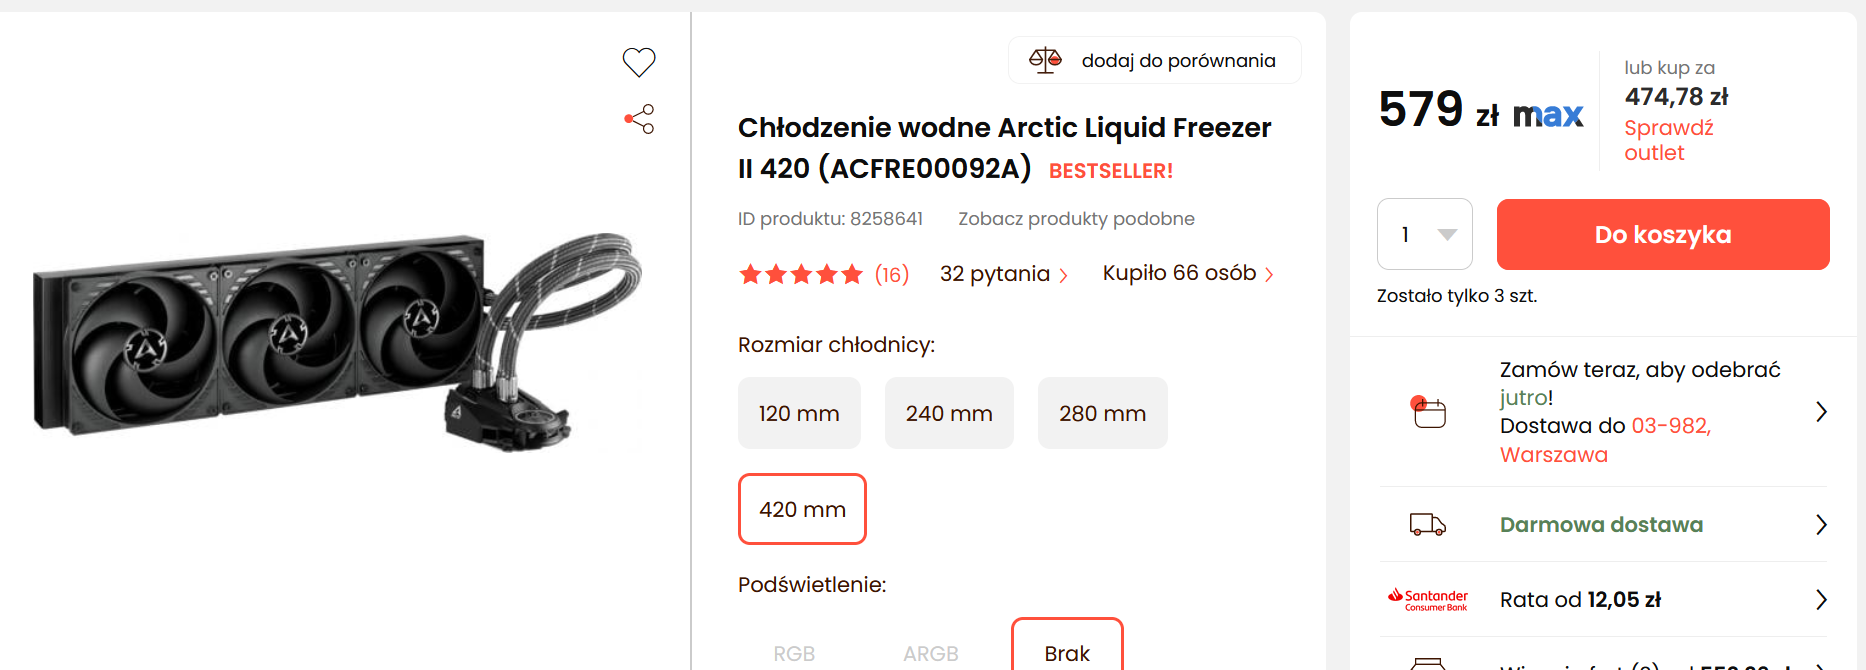 dodaj do porównania
Chłodzenie wodne Arctic Liquid Freezer
II 420 (ACFRE00092A) BESTSELLER!
ID produktu: 8258641 Zobacz produkty podobne
(16) 32 pytania Kupiło 66 osób
Rozmiar chłodnicy:
120 mm 240 mm 280 mm
420 mm
Podświetlenie:
RGB ARGB Brak
579 zł max
lub kup za
474,78 zł
Sprawdź
outlet
1 Do koszyka
Zostało tylko 3 szt.
Zamów teraz, aby odebrać
jutro!
Dostawa do 03-982,
Warszawa
Darmowa dostawa
Santander
Consumer Bank
Rata od 12,05 zł